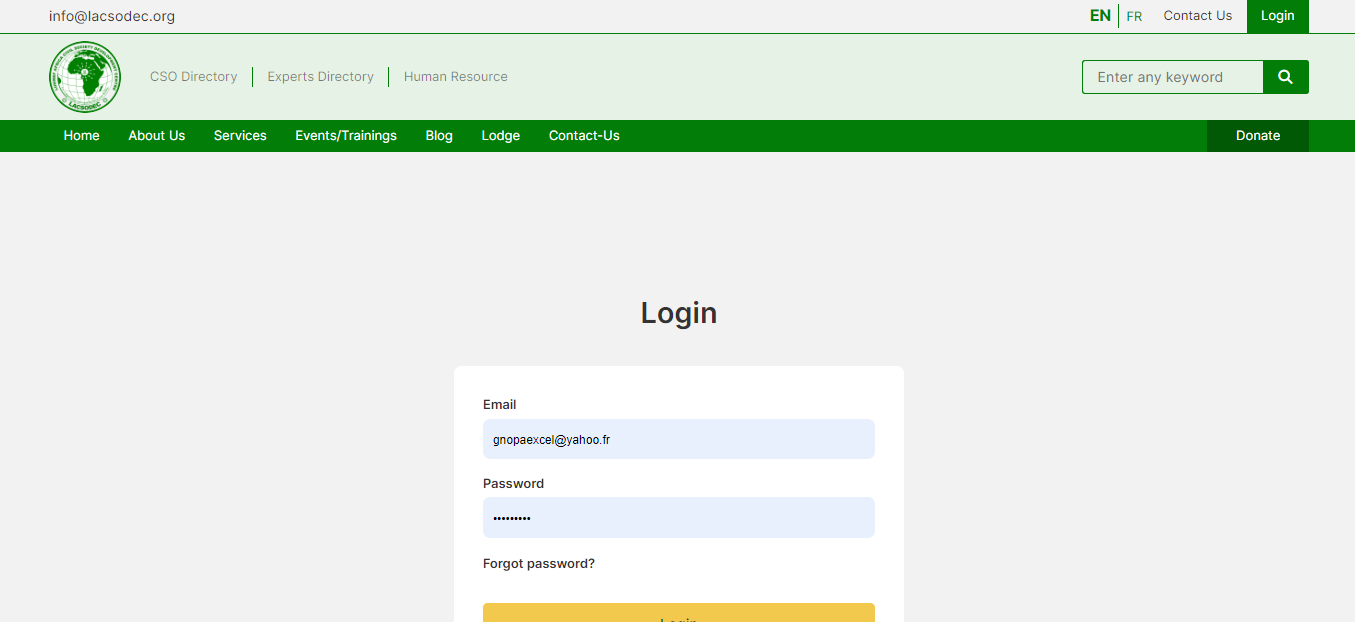 info@lacsodec.org
EN FR Contact Us Login
CSO Directory Experts Directory Human Resource
Enter any keyword
LACSODEC
Home About Us Services Events/Trainings Blog Lodge Contact-Us Donate
Login
Email
gnopaexcel@yahoo.fr
Password
•••••••••
Forgot password?
Login